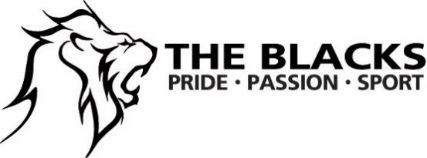 THE BLACKS
PRIDE · PASSION · SPORT